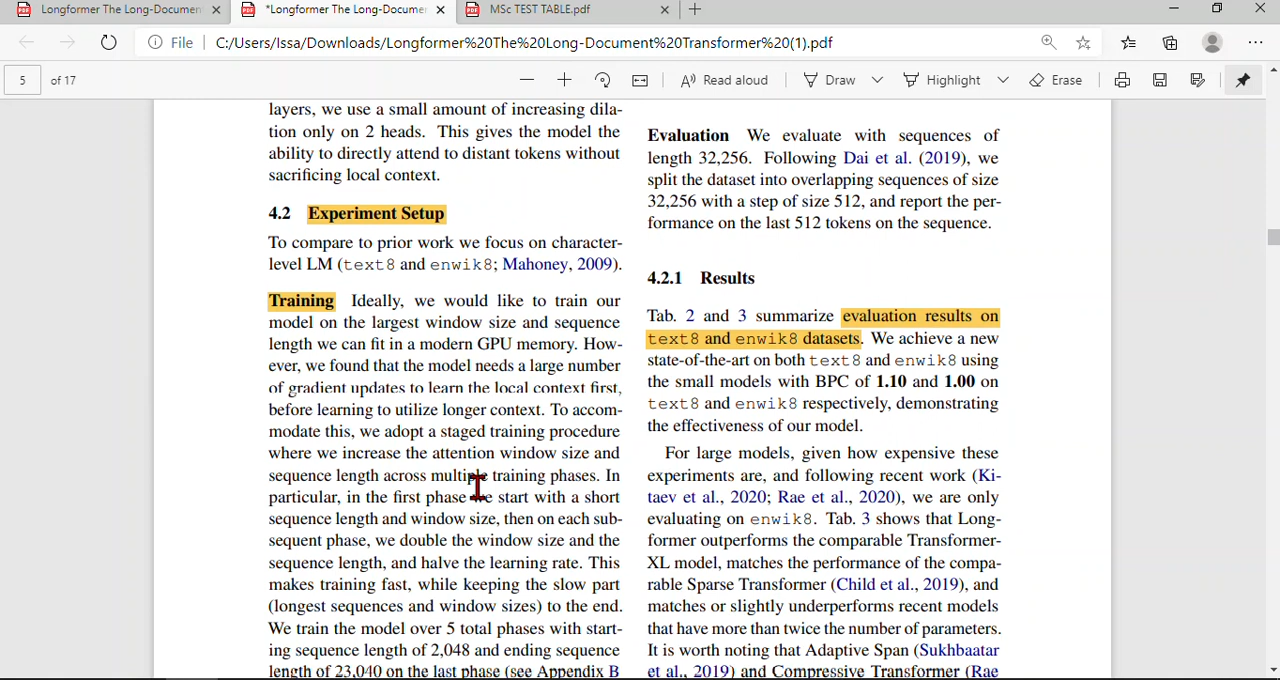 Longformer The Long-Documen
*Longformer The Long-Docume
MSc TEST TABLE.pdf
File
C:/Users/Issa/Downloads/Longformer%20The%20Long-Document%20Transformer%20(1).pdf
5
of 17
Read aloud
Draw
Highlight
Erase
layers, we use a small amount of increasing dila-
tion only on 2 heads. This gives the model the
ability to directly attend to distant tokens without
sacrificing local context.
4.2 Experiment Setup
To compare to prior work we focus on character-
level LM (text8 and enwik8; Mahoney, 2009).
Training Ideally, we would like to train our
model on the largest window size and sequence
length we can fit in a modern GPU memory. How-
ever, we found that the model needs a large number
of gradient updates to learn the local context first,
before learning to utilize longer context. To accom-
modate this, we adopt a staged training procedure
where we increase the attention window size and
sequence length across multiple training phases. In
particular, in the first phase we start with a short
sequence length and window size, then on each sub-
sequent phase, we double the window size and the
sequence length, and halve the learning rate. This
makes training fast, while keeping the slow part
(longest sequences and window sizes) to the end.
We train the model over 5 total phases with start-
ing sequence length of 2,048 and ending sequence
length of 23,040 on the last phase (see Appendix B
Evaluation We evaluate with sequences of
length 32,256. Following Dai et al. (2019), we
split the dataset into overlapping sequences of size
32,256 with a step of size 512, and report the per-
formance on the last 512 tokens on the sequence.
4.2.1 Results
Tab. 2 and 3 summarize evaluation results on
text8 and enwik8 datasets. We achieve a new
state-of-the-art on both text8 and enwik8 using
the small models with BPC of 1.10 and 1.00 on
text8 and enwik8 respectively, demonstrating
the effectiveness of our model.
For large models, given how expensive these
experiments are, and following recent work (Ki-
taev et al., 2020; Rae et al., 2020), we are only
evaluating on enwik8. Tab. 3 shows that Long-
former outperforms the comparable Transformer-
XL model, matches the performance of the compa-
rable Sparse Transformer (Child et al., 2019), and
matches or slightly underperforms recent models
that have more than twice the number of parameters.
It is worth noting that Adaptive Span (Sukhbaatar
et al., 2019) and Compressive Transformer (Rae